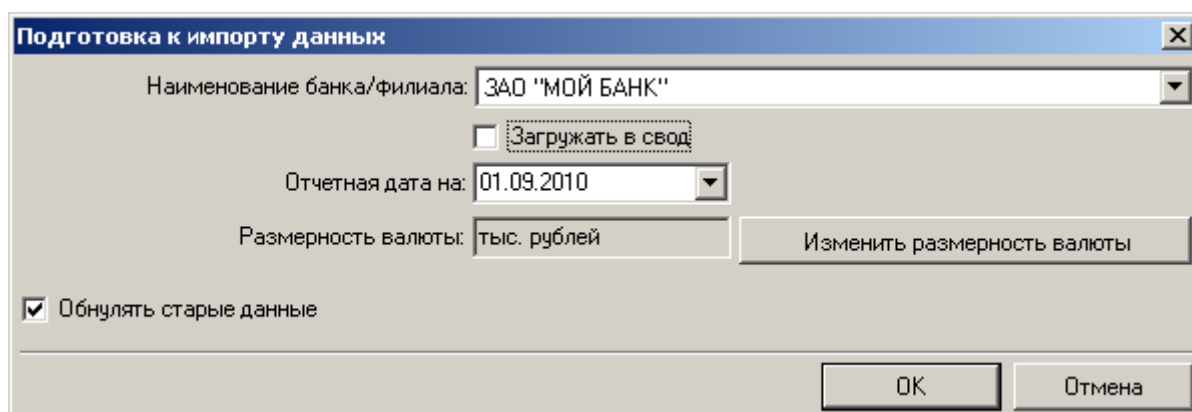 Подготовка к импорту данных
Наименование банка/филиала: ЗАО "МОЙ БАНК"
Загружать в свод
Отчетная дата на: 01.09.2010
Размерность валюты: тыс. рублей Изменить размерность валюты
Обнулять старые данные
OK Отмена